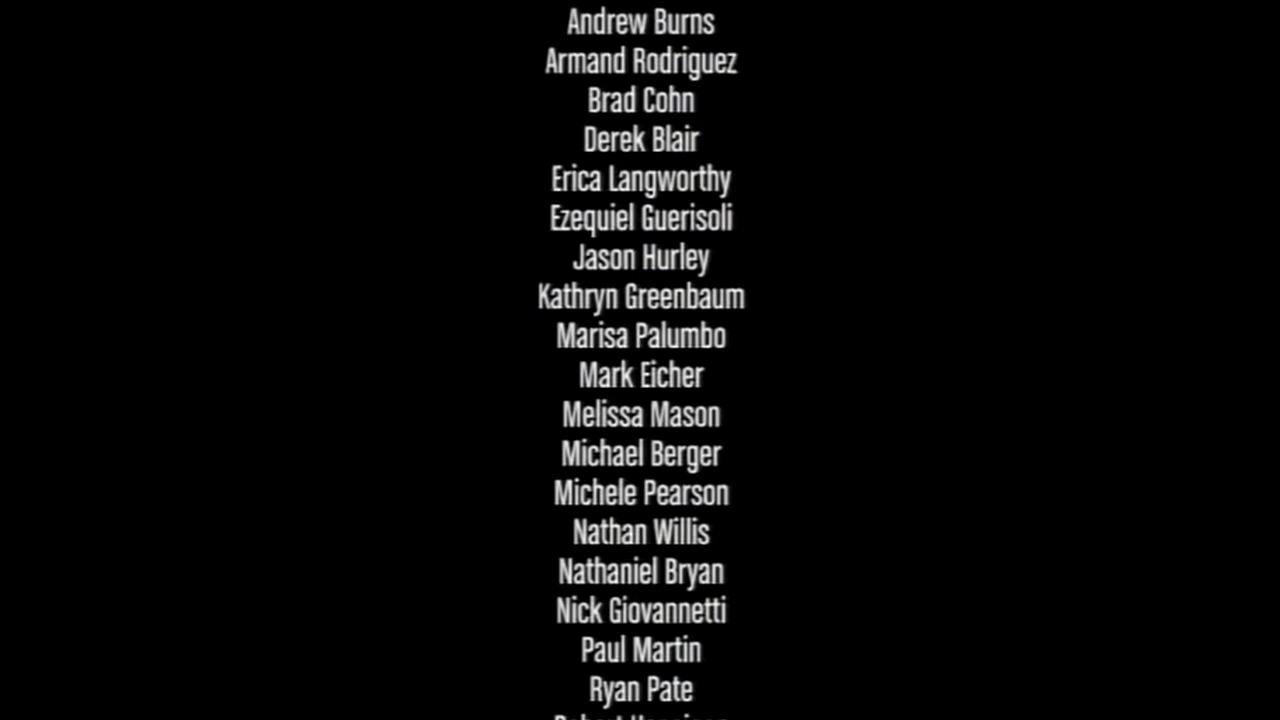 Andrew Burns
Armand Rodriguez
Brad Cohn
Derek Blair
Erica Langworthy
Ezequiel Guerisoli
Jason Hurley
Kathryn Greenbaum
Marisa Palumbo
Mark Eicher
Melissa Mason
Michael Berger
Michele Pearson
Nathan Willis
Nathaniel Bryan
Nick Giovannetti
Paul Martin
Ryan Pate
Robert